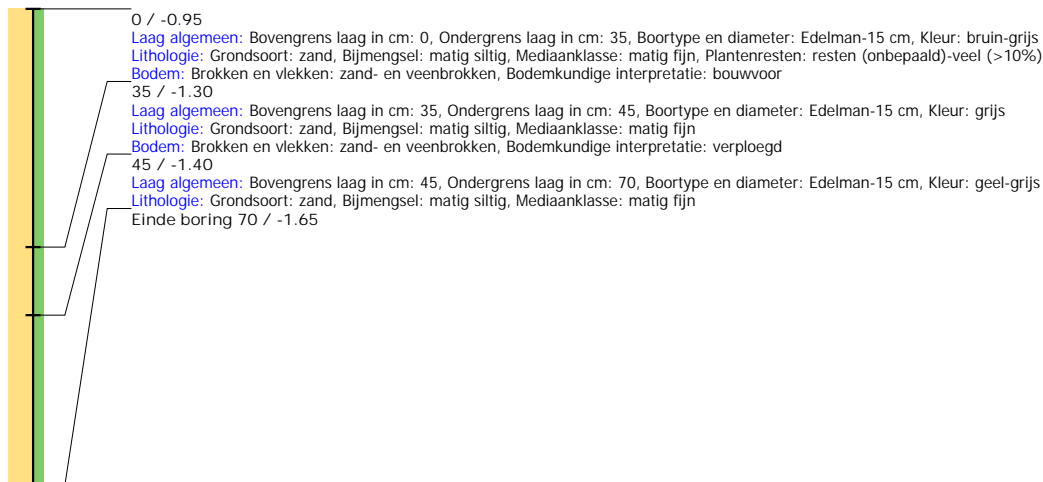 0 / -0.95
Laag algemeen: Bovengrens laag in cm: 0, Ondergrens laag in cm: 35, Boortype en diameter: Edelman-15 cm, Kleur: bruin-grijs
Lithologie: Grondsoort: zand, Bijmengsel: matig siltig, Mediaanklasse: matig fijn, Plantenresten: resten (onbepaald)-veel (>10%)
Bodem: Brokken en vlekken: zand- en veenbrokken, Bodemkundige interpretatie: bouwvoor
35 / -1.30
Laag algemeen: Bovengrens laag in cm: 35, Ondergrens laag in cm: 45, Boortype en diameter: Edelman-15 cm, Kleur: grijs
Lithologie: Grondsoort: zand, Bijmengsel: matig siltig, Mediaanklasse: matig fijn
Bodem: Brokken en vlekken: zand- en veenbrokken, Bodemkundige interpretatie: verploegd
45 / -1.40
Laag algemeen: Bovengrens laag in cm: 45, Ondergrens laag in cm: 70, Boortype en diameter: Edelman-15 cm, Kleur: geel-grijs
Lithologie: Grondsoort: zand, Bijmengsel: matig siltig, Mediaanklasse: matig fijn
Einde boring 70 / -1.65